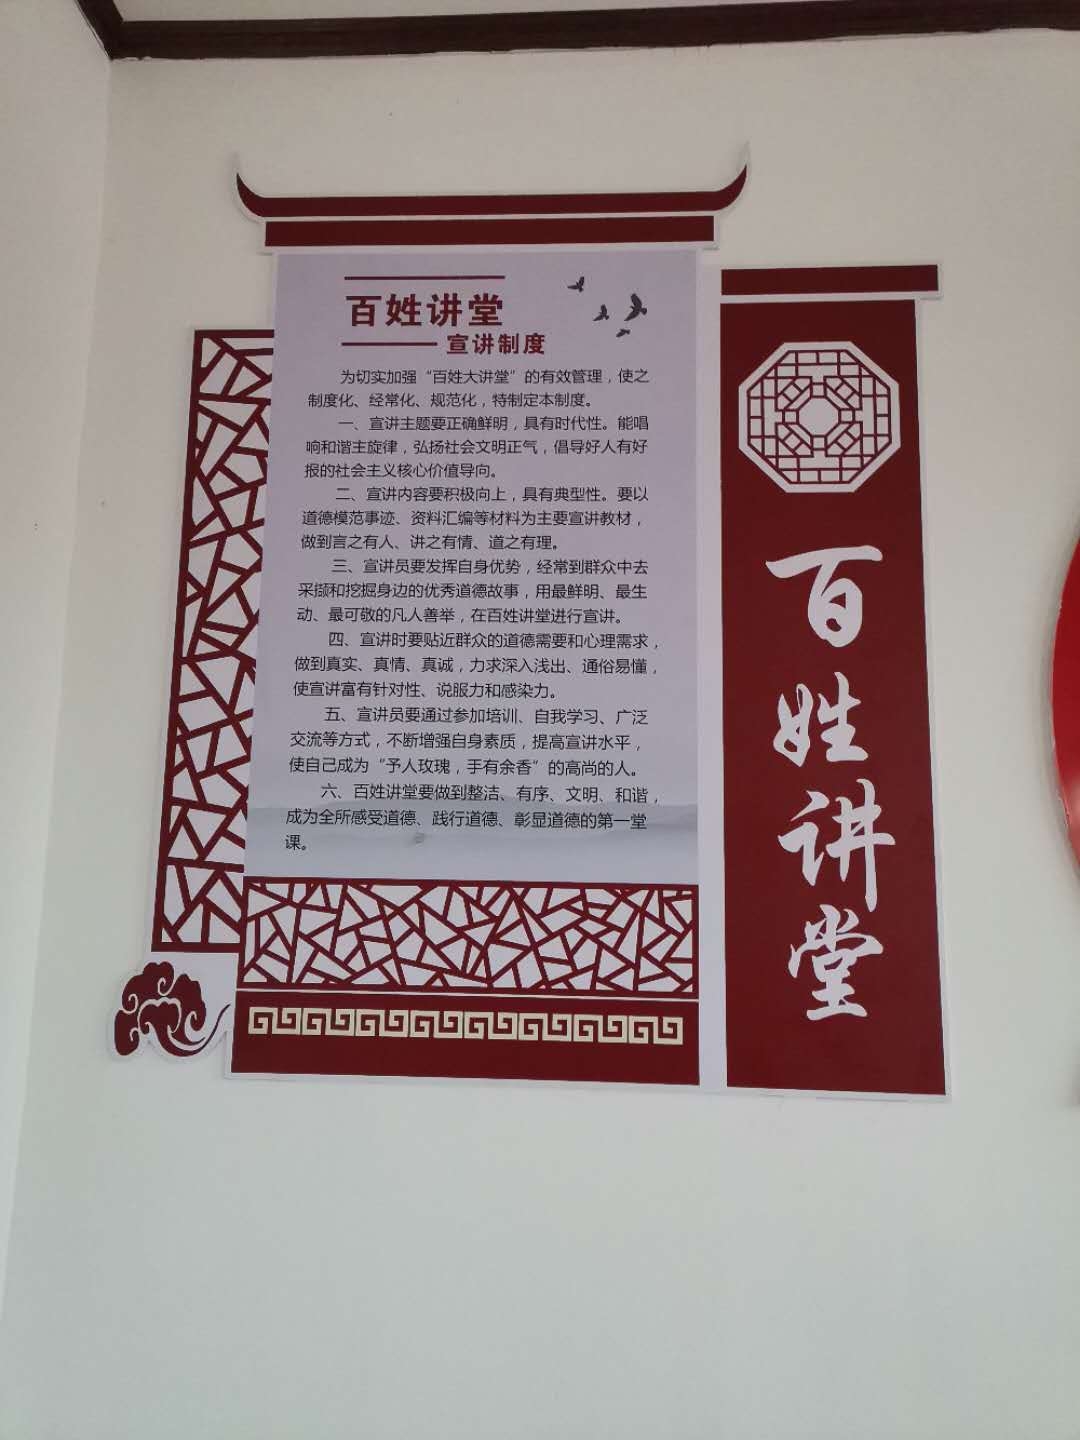 百姓讲堂
宣讲制度
为切实加强“百姓大讲堂”的有效管理，使之
制度化、经常化、规范化，特制定本制度。
一、宣讲主题要正确鲜明，具有时代性。能唱
响和谐主旋律，弘扬社会文明正气，倡导好人有好
报的社会主义核心价值导向。
二、宣讲内容要积极向上，具有典型性。要以
道德模范事迹、资料汇编等材料为主要宣讲教材，
做到言之有人、讲之有情、道之有理。
三、宣讲员要发挥自身优势，经常到群众中去
采撷和挖掘身边的优秀道德故事，用最鲜明、最生
动、最可敬的凡人善举，在百姓讲堂进行宣讲。
四、宣讲时要贴近群众的道德需要和心理需求，
做到真实、真情、真诚，力求深入浅出、通俗易懂，
使宣讲富有针对性、说服力和感染力。
五、宣讲员要通过参加培训、自我学习、广泛
交流等方式，不断增强自身素质，提高宣讲水平，
使自己成为“予人玫瑰，手有余香”的高尚的人。
六、百姓讲堂要做到整洁、有序、文明、和谐，
成为全所感受道德、践行道德、彰显道德的第一堂
课。
百姓讲堂